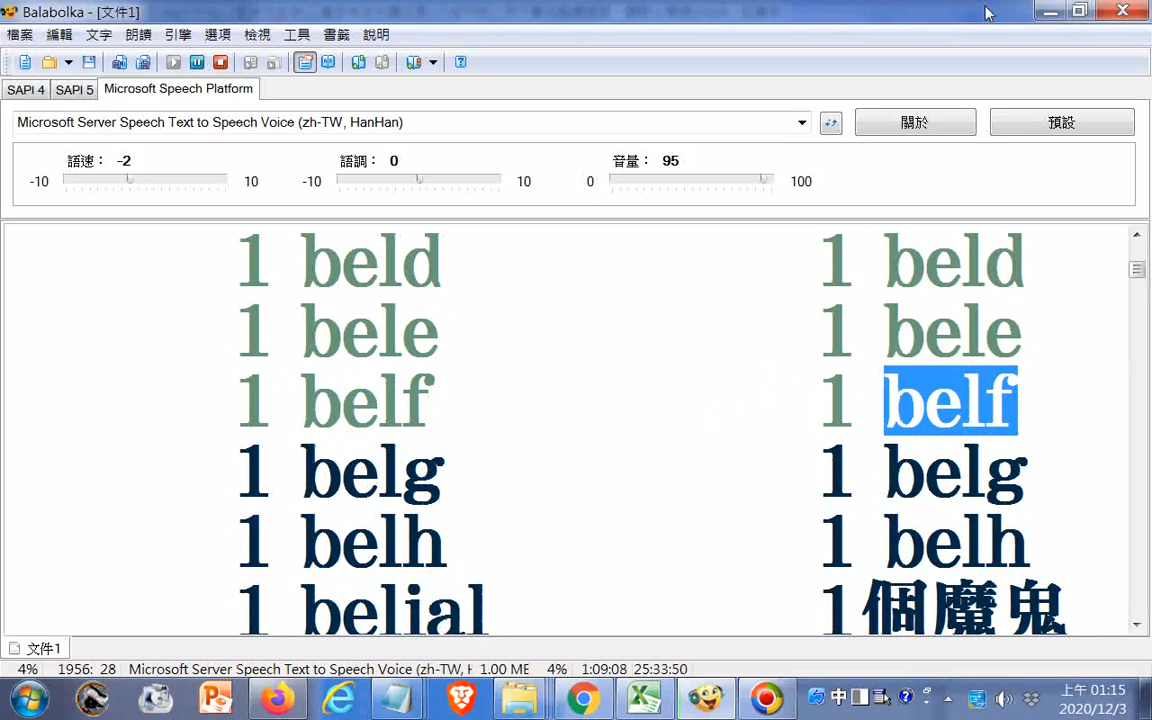 Balabolka - [文件1]
檔案 編輯 文字 朗讀 引擎 選項 檢視 工具 書籤 說明
SAPI 4 SAPI 5 Microsoft Speech Platform
Microsoft Server Speech Text to Speech Voice (zh-TW, HanHan) 關於 預設
語速： -2 語調： 0 音量： 95
-10 10 -10 10 0 100
1 beld 1 beld
1 bele 1 bele
1 belf 1 belf
1 belg 1 belg
1 belh 1 belh
1 belial 1個魔鬼
文件1
4% 1956: 28 Microsoft Server Speech Text to Speech Voice (zh-TW, H 1.00 ME 4% 1:09:08 25:33:50
中 上午 01:15
2020/12/3